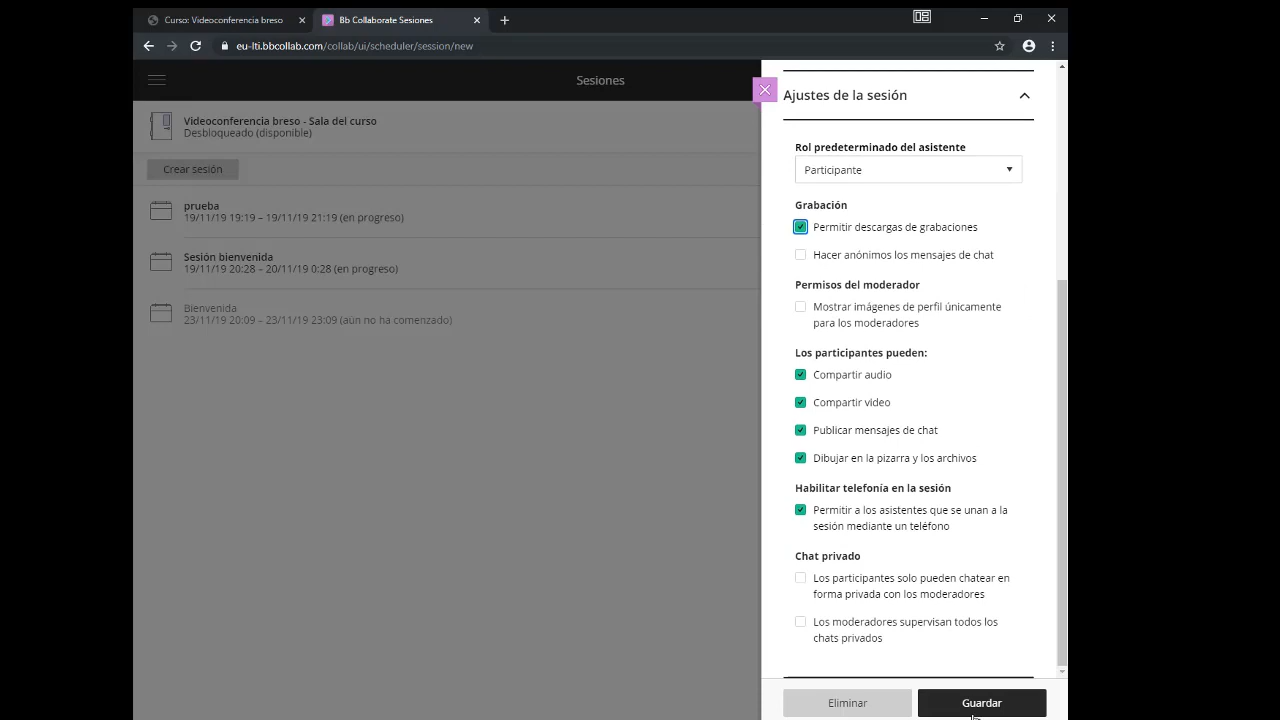 Curso: Videoconferencia breso
Bb Collaborate Sesiones
eu-lti.bbcollab.com/collab/ui/scheduler/session/new
Sesiones
Videoconferencia breso - Sala del curso
Desbloqueado (disponible)
Crear sesión
prueba
19/11/19 19:19 – 19/11/19 21:19 (en progreso)
Sesión bienvenida
19/11/19 20:28 – 20/11/19 0:28 (en progreso)
Bienvenida
23/11/19 20:09 – 23/11/19 23:09 (aún no ha comenzado)
Ajustes de la sesión
Rol predeterminado del asistente
Participante
Grabación
Permitir descargas de grabaciones
Hacer anónimos los mensajes de chat
Permisos del moderador
Mostrar imágenes de perfil únicamente
para los moderadores
Los participantes pueden:
Compartir audio
Compartir video
Publicar mensajes de chat
Dibujar en la pizarra y los archivos
Habilitar telefonía en la sesión
Permitir a los asistentes que se unan a la
sesión mediante un teléfono
Chat privado
Los participantes solo pueden chatear en
forma privada con los moderadores
Los moderadores supervisan todos los
chats privados
Eliminar
Guardar